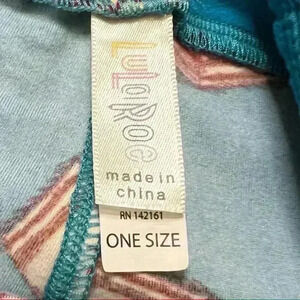 LuLaRoe
made in
china
RN 142161
ONE SIZE